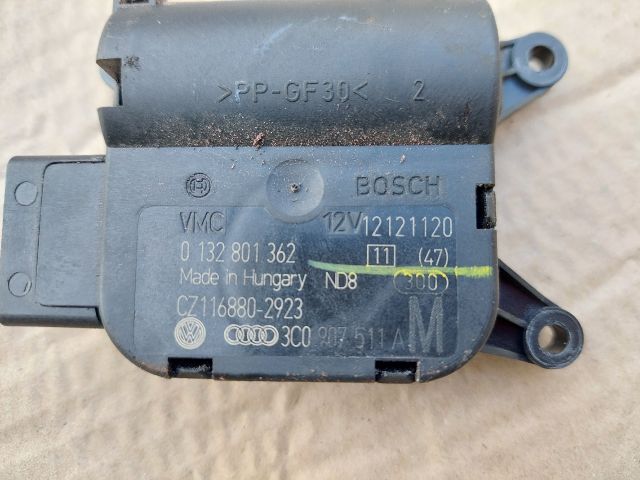 >PP-GF30< 2
BOSCH
VMC 12V 12121120
0 132 801 362 11 (47)
Made in Hungary ND8 300
CZ116880-2923
3C0 907 511 A M